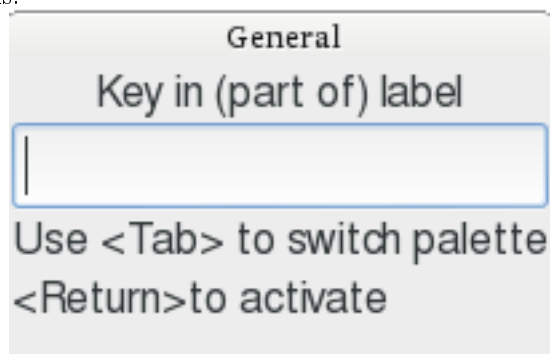 General
Key in (part of) label
Use <Tab> to switch palette
<Return>to activate